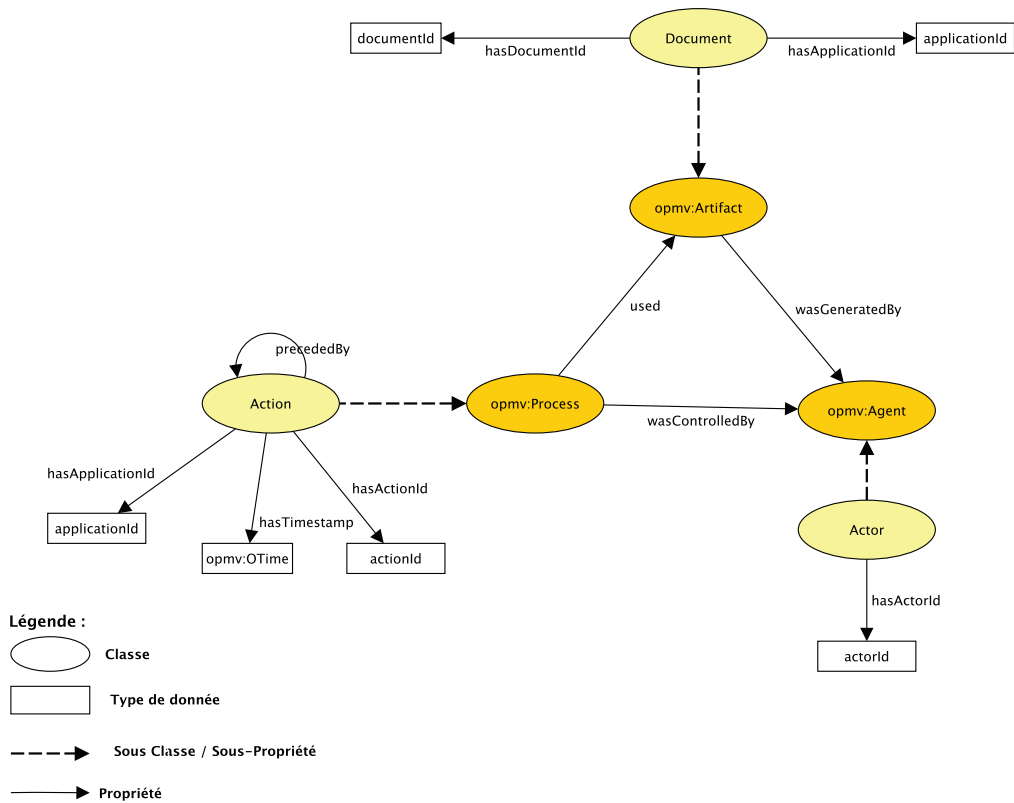 documentId
hasDocumentId
Document
hasApplicationId
applicationId
opmv:Artifact
used
wasGeneratedBy
precededBy
Action
opmv:Process
wasControlledBy
opmv:Agent
hasApplicationId
hasActionId
hasTimestamp
applicationId
opmv:OTime
actionId
Actor
hasActorId
actorId
Légende :
Classe
Type de donnée
Sous Classe / Sous-Propriété
Propriété